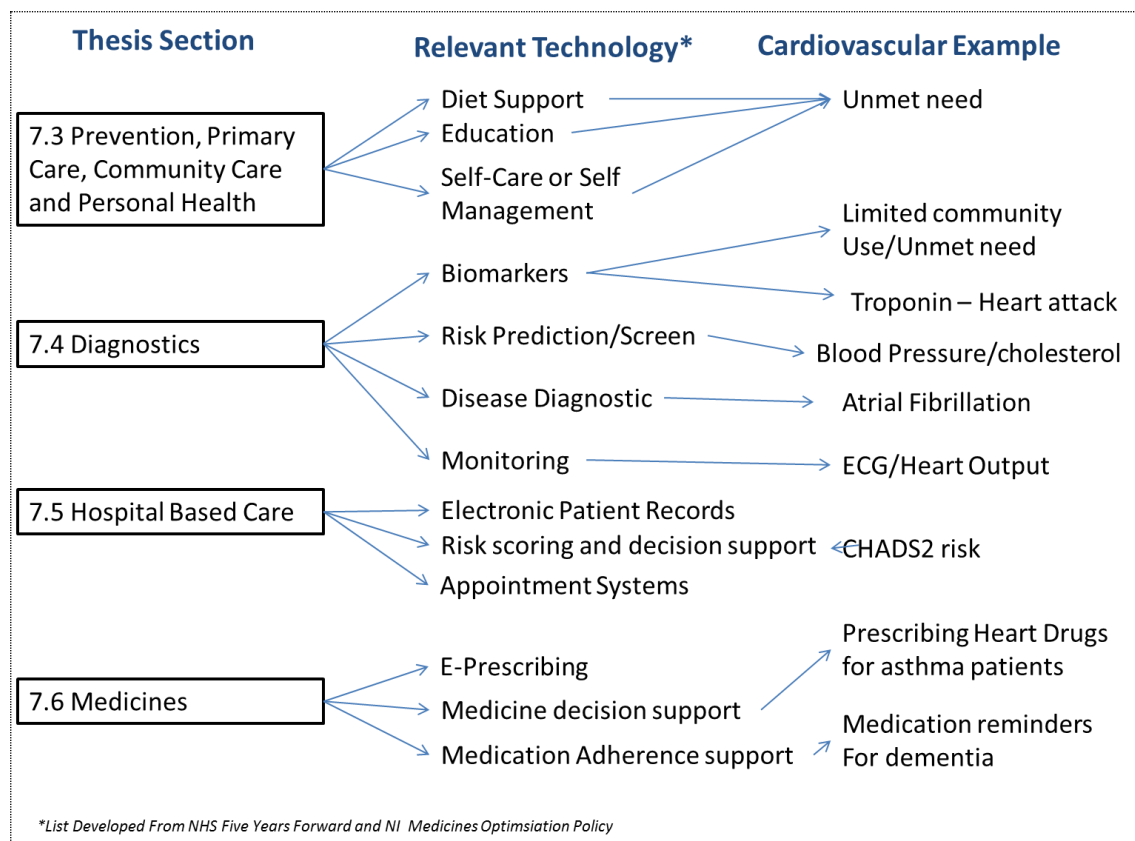 Thesis Section
Relevant Technology*
Cardiovascular Example
7.3 Prevention, Primary
Care, Community Care
and Personal Health
Diet Support
Education
Self-Care or Self
Management
Unmet need
Limited community
Use/Unmet need
7.4 Diagnostics
Biomarkers
Troponin – Heart attack
Risk Prediction/Screen
Blood Pressure/cholesterol
Disease Diagnostic
Atrial Fibrillation
Monitoring
ECG/Heart Output
7.5 Hospital Based Care
Electronic Patient Records
Risk scoring and decision support
CHADS2 risk
Appointment Systems
7.6 Medicines
E-Prescribing
Medicine decision support
Medication Adherence support
Prescribing Heart Drugs
for asthma patients
Medication reminders
For dementia
*List Developed From NHS Five Years Forward and NI Medicines Optimsiation Policy